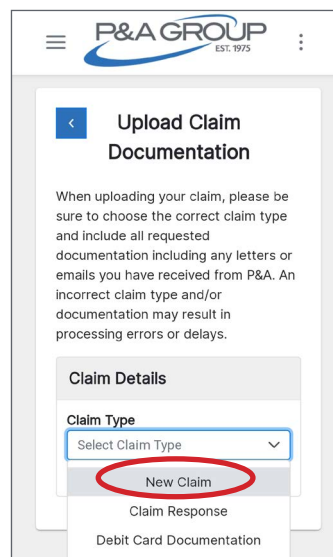 P&A GROUP
EST. 1975
Upload Claim
Documentation
When uploading your claim, please be
sure to choose the correct claim type
and include all requested
documentation including any letters or
emails you have received from P&A. An
incorrect claim type and/or
documentation may result in
processing errors or delays.
Claim Details
Claim Type
Select Claim Type
New Claim
Claim Response
Debit Card Documentation